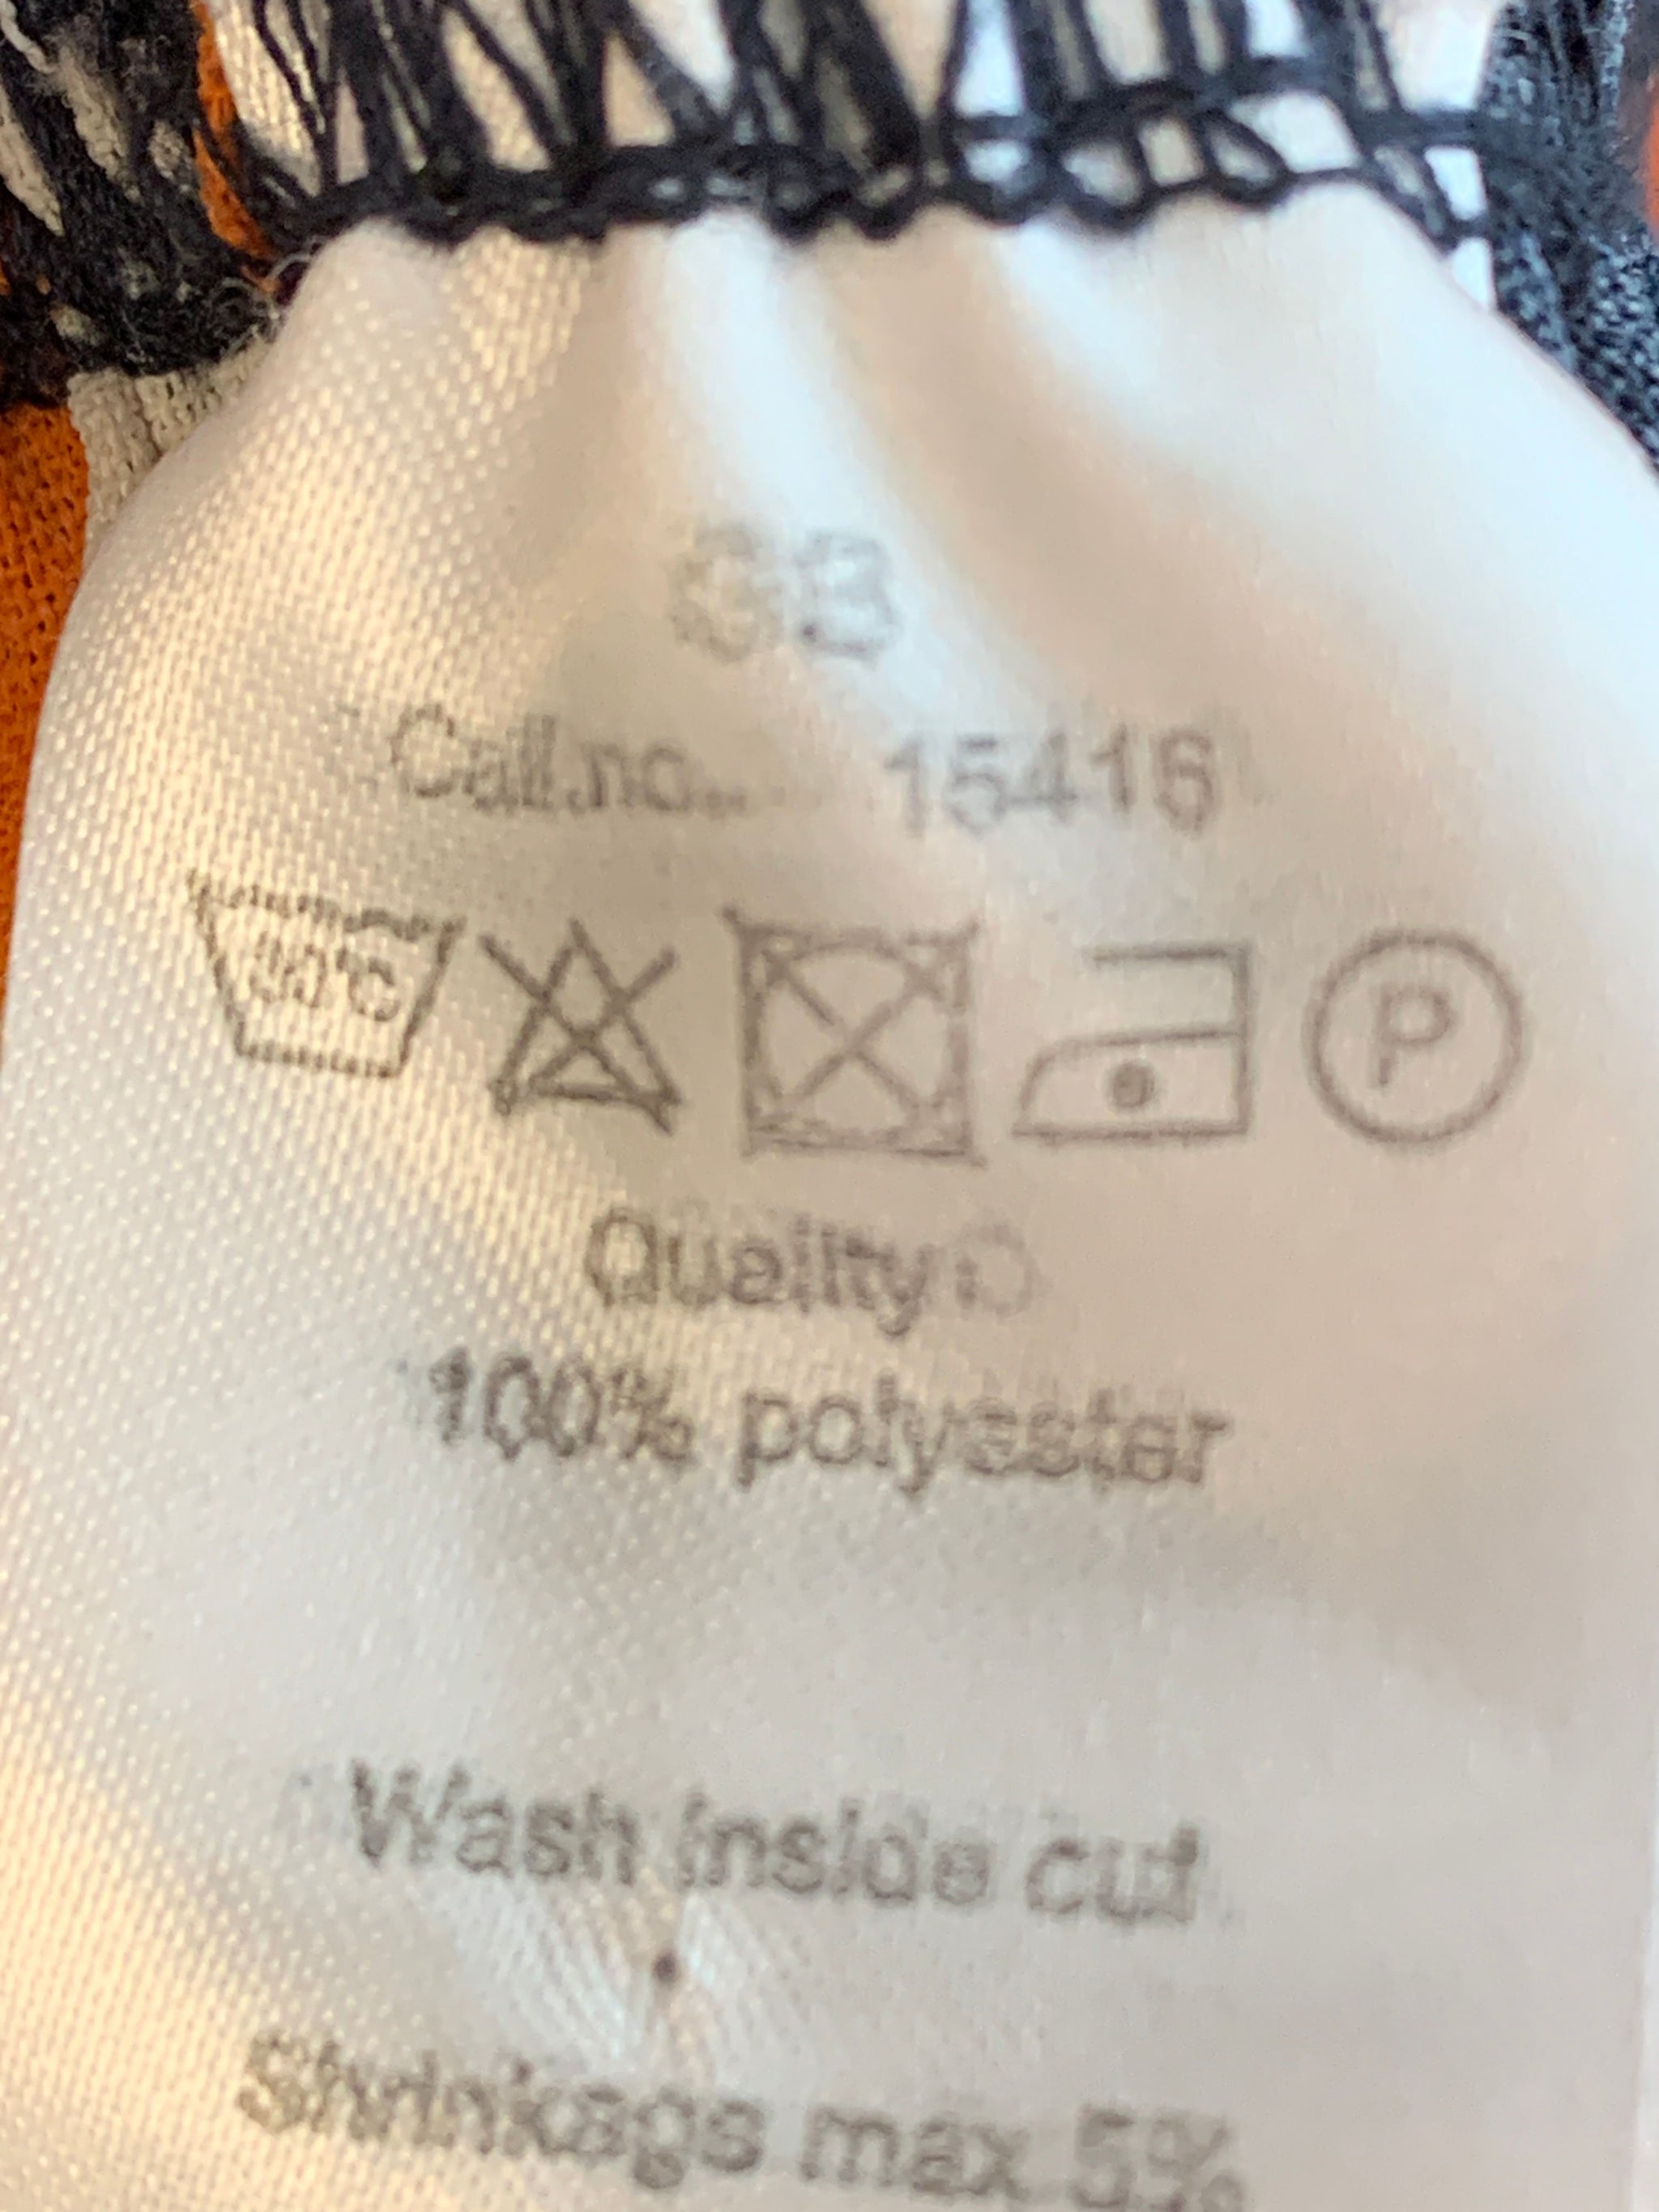 GB
Call.no.. 15416
30°C P
Quality:
100% polyester
Wash inside out
Shrinkage max 5%